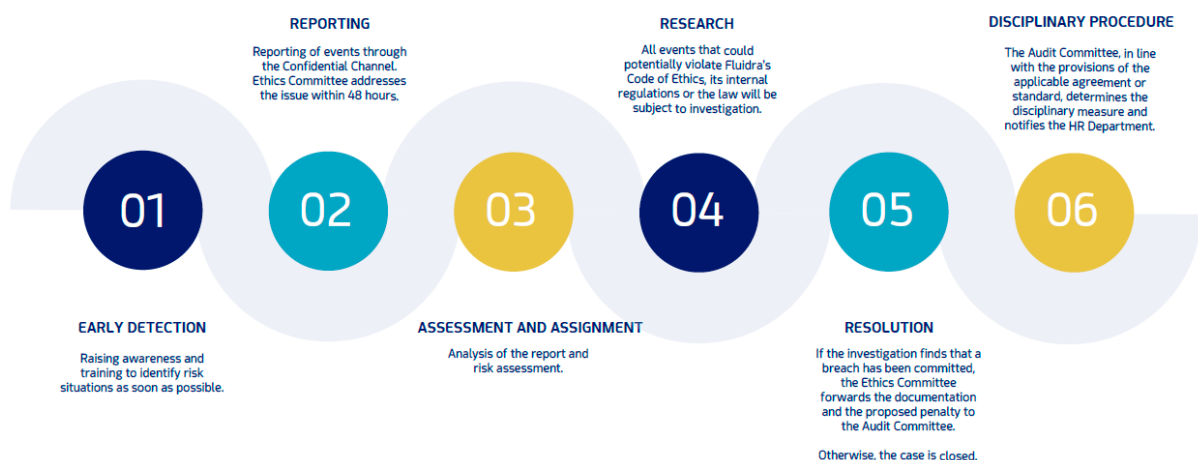 REPORTING
Reporting of events through
the Confidential Channel.
Ethics Committee addresses
the issue within 48 hours.
RESEARCH
All events that could
potentially violate Fluidra's
Code of Ethics, its internal
regulations or the law will be
subject to investigation.
DISCIPLINARY PROCEDURE
The Audit Committee, in line
with the provisions of the
applicable agreement or
standard, determines the
disciplinary measure and
notifies the HR Department.
01
02
03
04
05
06
EARLY DETECTION
Raising awareness and
training to identify risk
situations as soon as possible.
ASSESSMENT AND ASSIGNMENT
Analysis of the report and
risk assessment.
RESOLUTION
If the investigation finds that a
breach has been committed,
the Ethics Committee
forwards the documentation
and the proposed penalty to
the Audit Committee.
Otherwise, the case is closed.